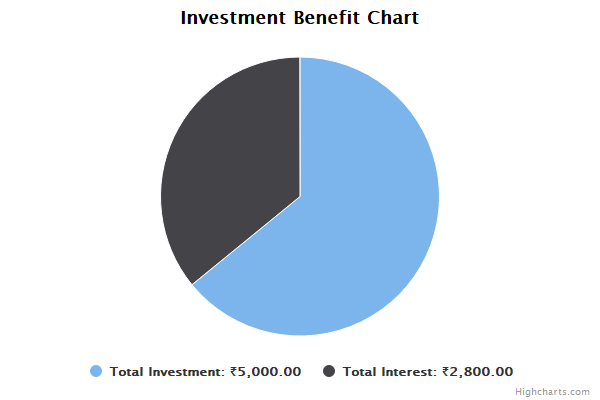 Investment Benefit Chart
Total Investment: ₹5,000.00 Total Interest: ₹2,800.00
Highcharts.com